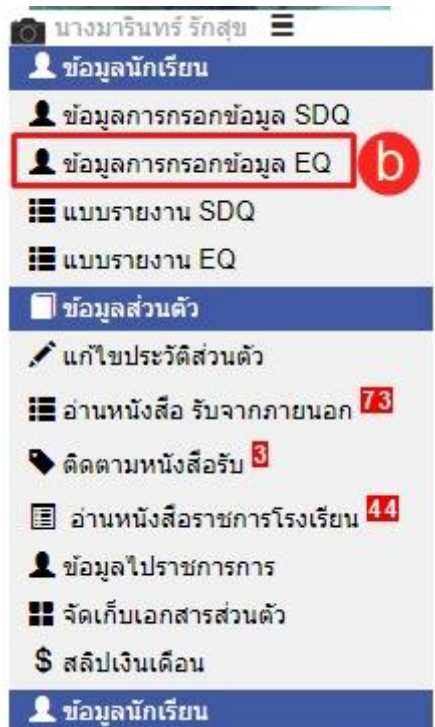 นางมารินทร์ รักสุข
ข้อมูลนักเรียน
ข้อมูลการกรอกข้อมูล SDQ
ข้อมูลการกรอกข้อมูล EQ b
แบบรายงาน SDQ
แบบรายงาน EQ
ข้อมูลส่วนตัว
แก้ไขประวัติส่วนตัว
อ่านหนังสือ รับจากภายนอก 73
ติดตามหนังสือรับ 3
อ่านหนังสือราชการโรงเรียน 44
ข้อมูลไปราชการการ
จัดเก็บเอกสารส่วนตัว
$ สลิปเงินเดือน
ข้อมูลนักเรียน